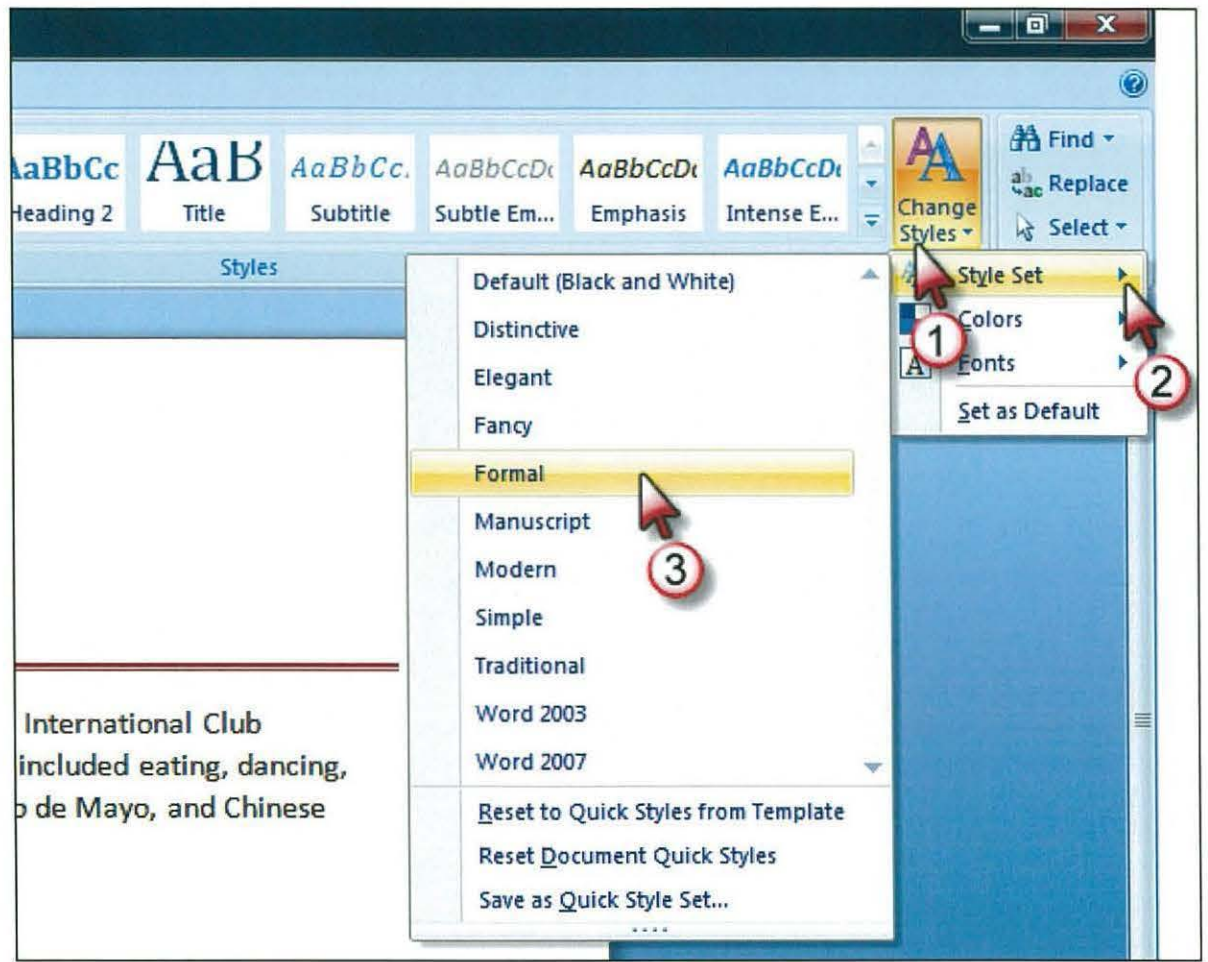 AaBbCc AaB AaBbCc. AaBbCcDc AaBbCcDc AaBbCcDc
Heading 2 Title Subtitle Subtle Em... Emphasis Intense E...
Styles
Change
Styles
Find
Replace
Select
Style Set
Colors
Fonts
Set as Default
1
2
Default (Black and White)
Distinctive
Elegant
Fancy
Formal
Manuscript
Modern
Simple
Traditional
Word 2003
Word 2007
Reset to Quick Styles from Template
Reset Document Quick Styles
Save as Quick Style Set...
3
International Club
included eating, dancing,
o de Mayo, and Chinese